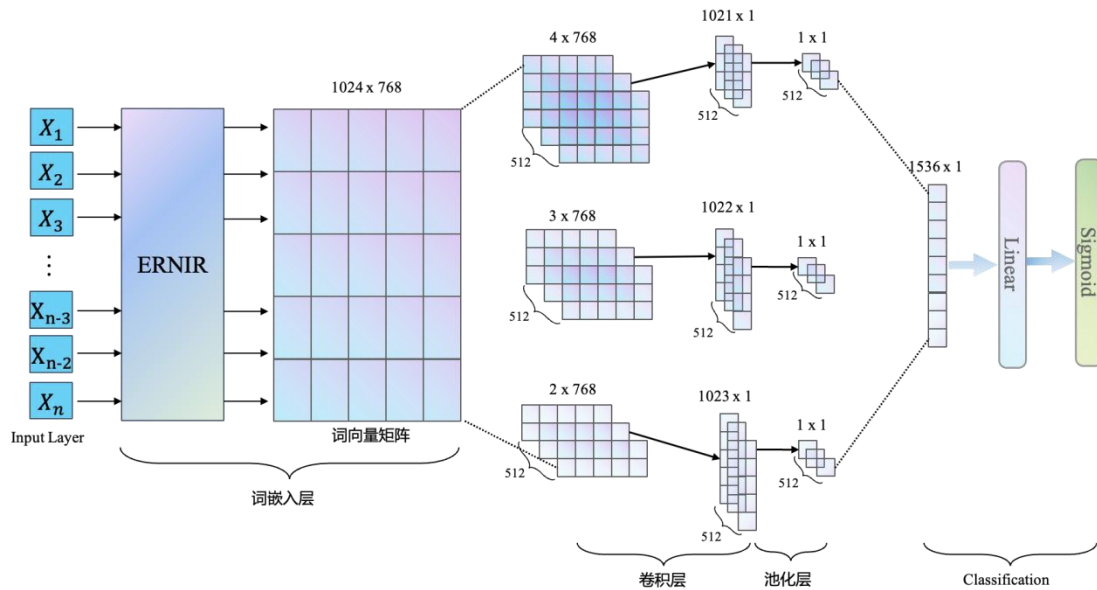 X1
X2
X3
⋮
Xn-3
Xn-2
Xn
Input Layer
ERNIR
1024 x 768
词向量矩阵
词嵌入层
4 x 768
512
1021 x 1
512
1 x 1
512
3 x 768
512
1022 x 1
512
1 x 1
512
2 x 768
512
1023 x 1
512
1 x 1
512
卷积层
池化层
1536 x 1
Linear
Sigmoid
Classification